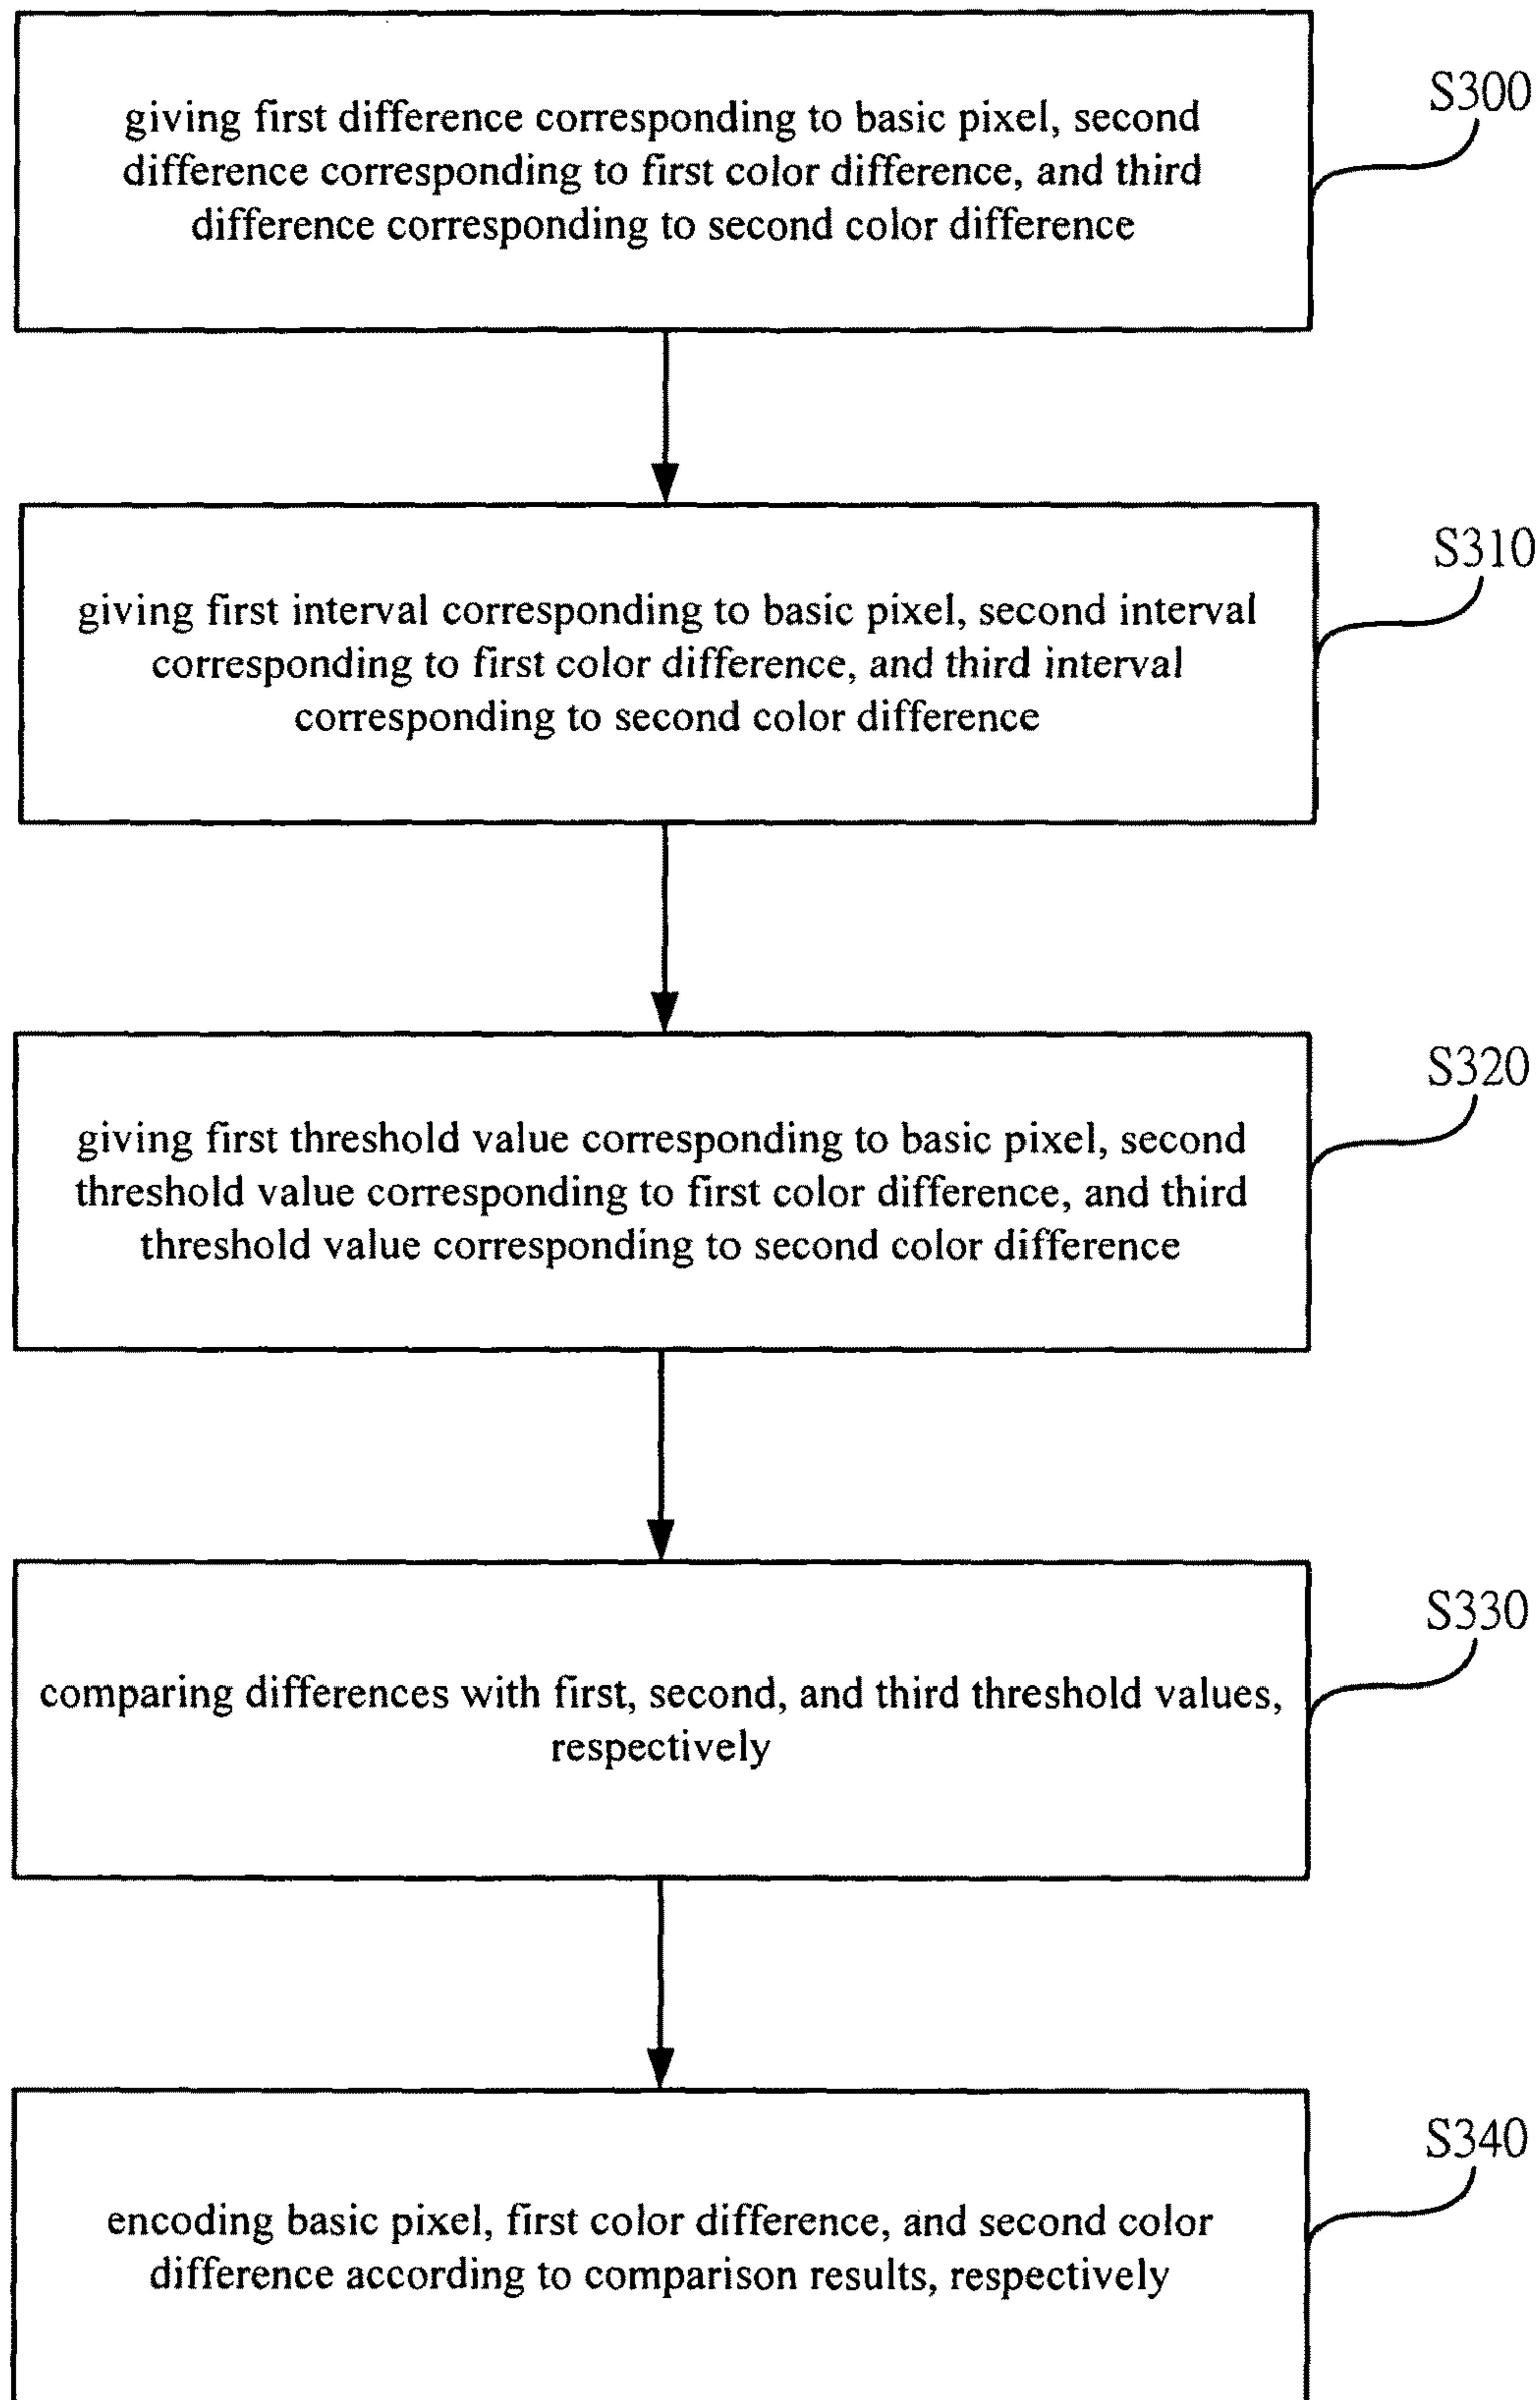 S300
giving first difference corresponding to basic pixel, second
difference corresponding to first color difference, and third
difference corresponding to second color difference
S310
giving first interval corresponding to basic pixel, second interval
corresponding to first color difference, and third interval
corresponding to second color difference
S320
giving first threshold value corresponding to basic pixel, second
threshold value corresponding to first color difference, and third
threshold value corresponding to second color difference
S330
comparing differences with first, second, and third threshold values,
respectively
S340
encoding basic pixel, first color difference, and second color
difference according to comparison results, respectively